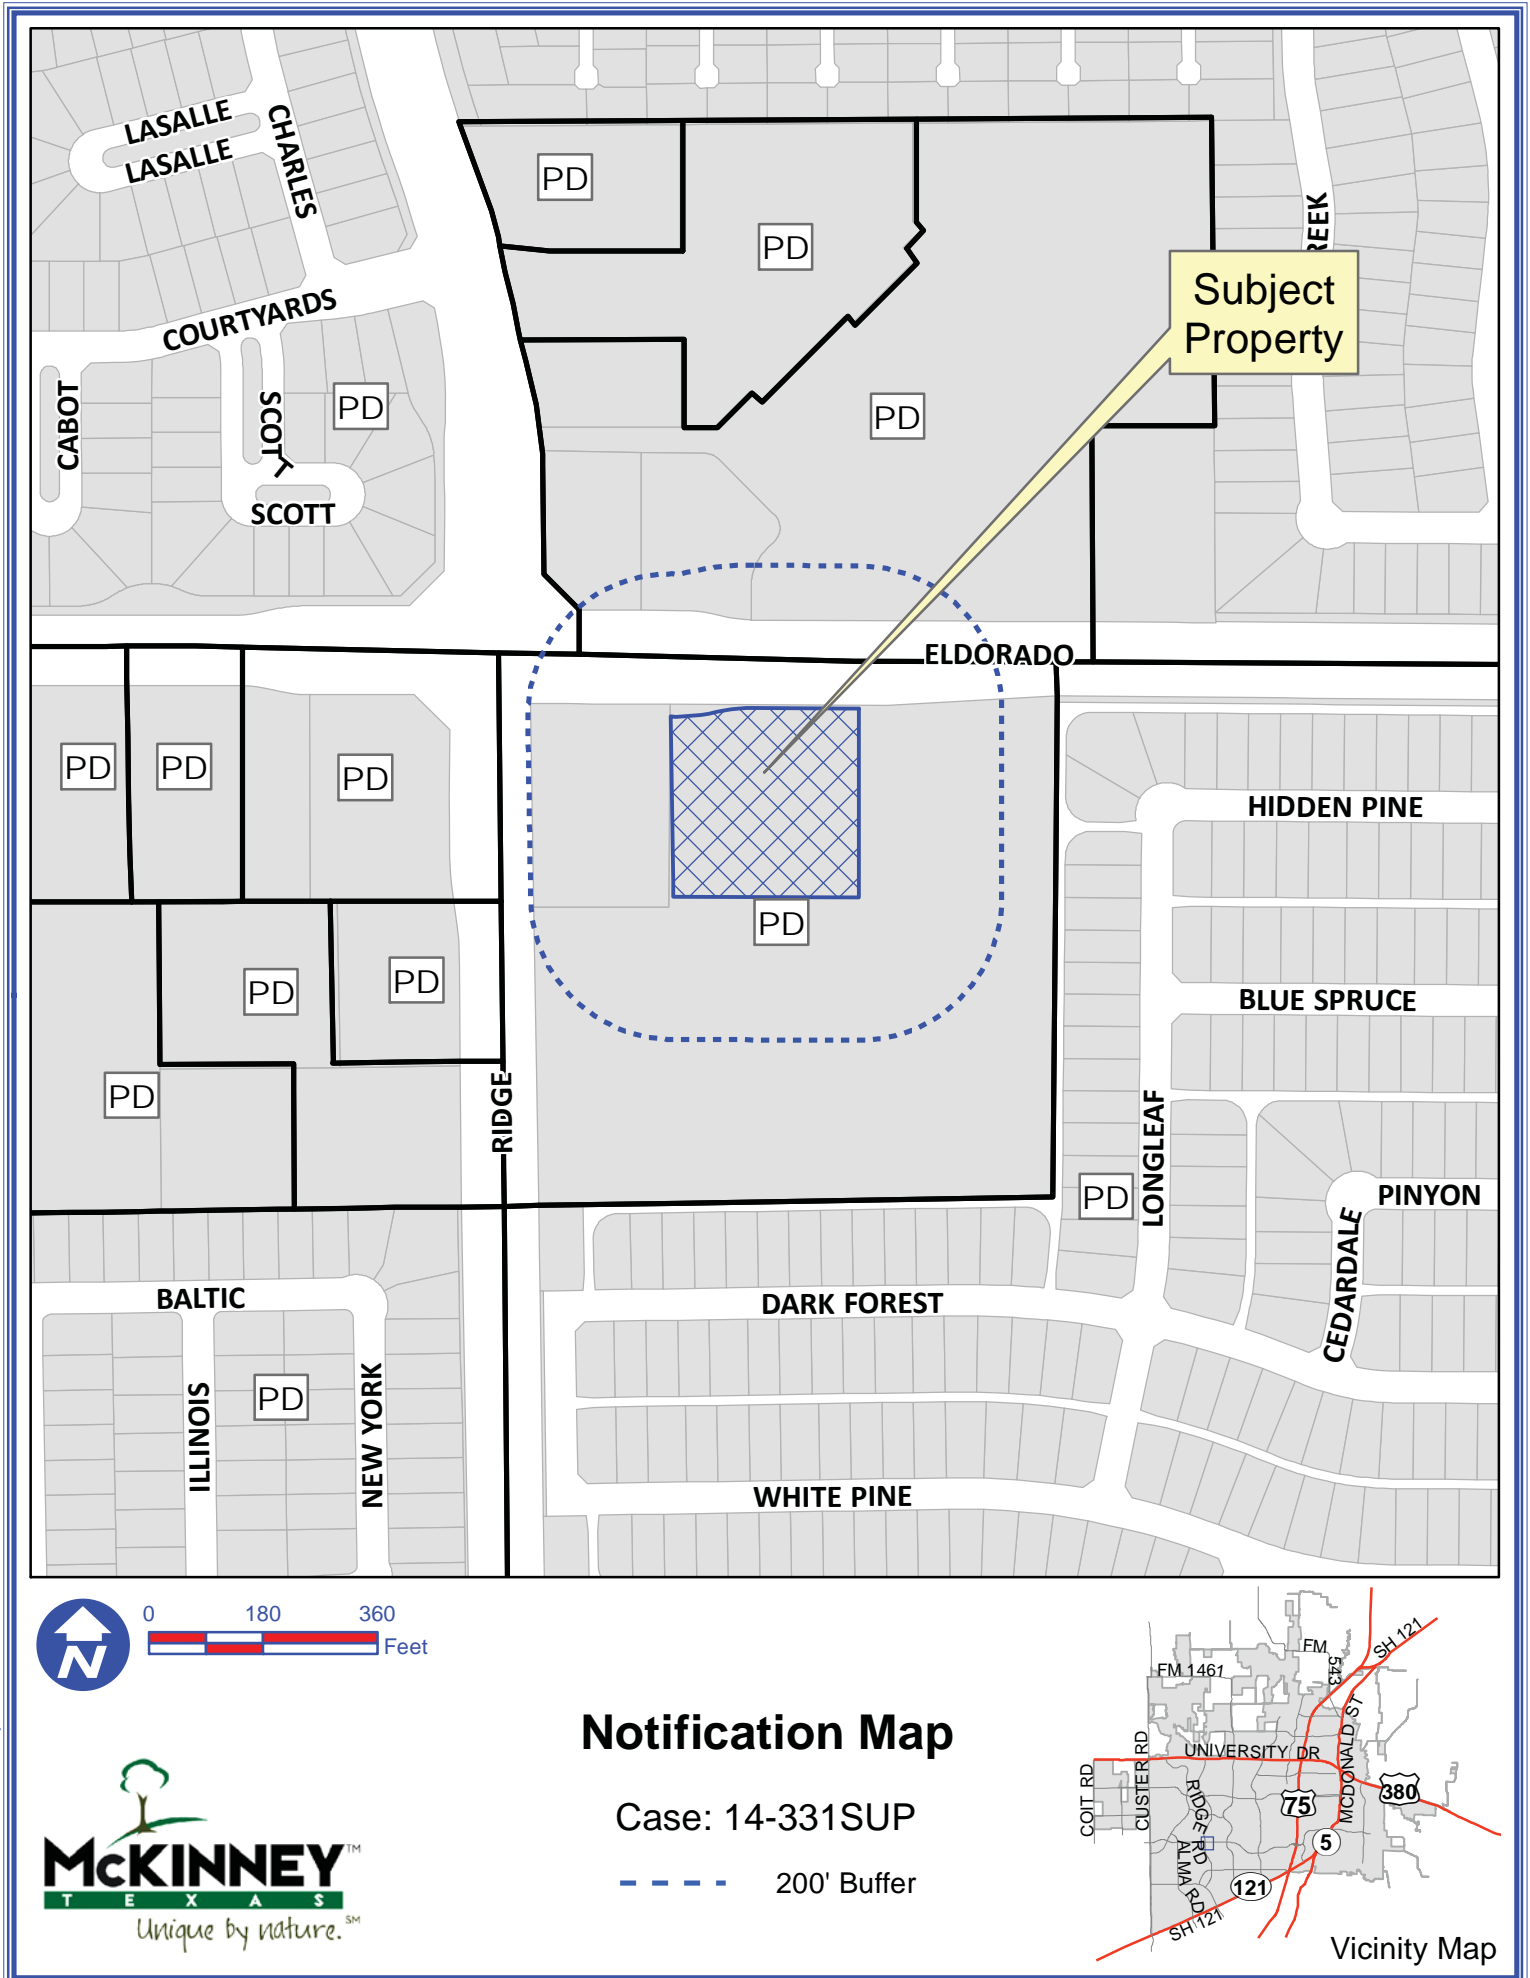 LASALLE
LASALLE
CHARLES
COURTYARDS
CABOT
SCOTT
SCOTT
PD
PD
PD
PD
REEK
Subject
Property
ELDORADO
PD
PD
PD
PD
PD
PD
PD
RIDGE
HIDDEN PINE
BLUE SPRUCE
LONGLEAF
PD
PINYON
CEDARDALE
BALTIC
ILLINOIS
PD
NEW YORK
DARK FOREST
WHITE PINE
N
0 180 360
Feet
Notification Map
Case: 14-331SUP
200' Buffer
McKINNEY™
TEXAS
Unique by nature.℠
FM 1461
FM 543
SH 121
UNIVERSITY DR
COIT RD
CUSTER RD
RIDGE RD
ALMA RD
MCDONALD ST
75
380
5
121
SH 121
Vicinity Map